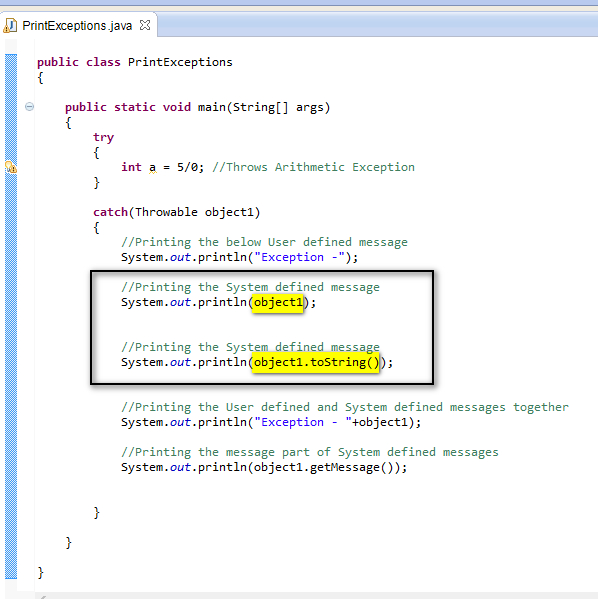 PrintExceptions.java
public class PrintExceptions
{
public static void main(String[] args)
{
try
{
int a = 5/0; //Throws Arithmetic Exception
}
catch(Throwable object1)
{
//Printing the below User defined message
System.out.println("Exception -");
//Printing the System defined message
System.out.println(object1);
//Printing the System defined message
System.out.println(object1.toString());
//Printing the User defined and System defined messages together
System.out.println("Exception - "+object1);
//Printing the message part of System defined messages
System.out.println(object1.getMessage());
}
}
}